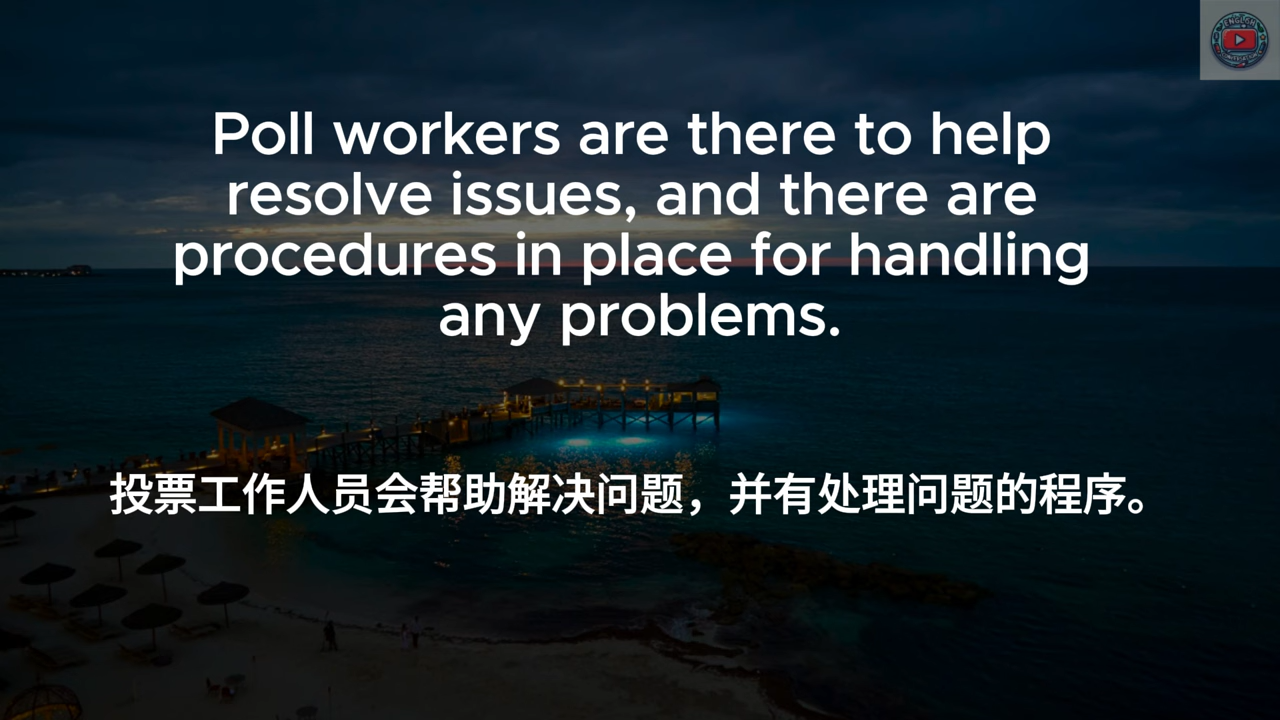 Poll workers are there to help
resolve issues, and there are
procedures in place for handling
any problems.
投票工作人员会帮助解决问题，并有处理问题的程序。
ENGLISH